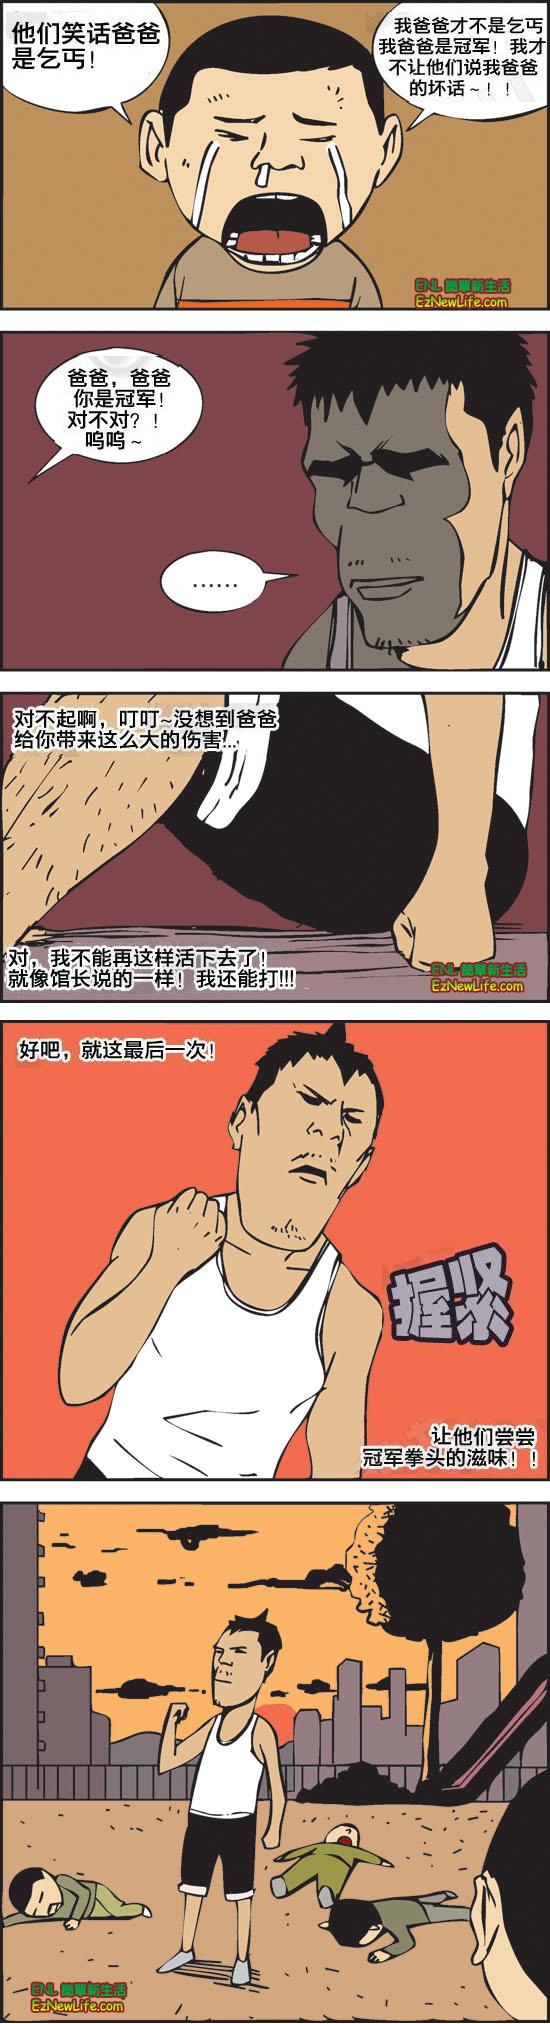 他们笑话爸爸
是乞丐！
我爸爸才不是乞丐
我爸爸是冠军！我才
不让他们说我爸爸
的坏话～！！
ENL 簡單新生活
EzNewLife.com
爸爸，爸爸
你是冠军！
对不对？！
呜呜～
……
对不起啊，叮叮~没想到爸爸
给你带来这么大的伤害...
对，我不能再这样活下去了！
就像馆长说的一样！我还能打!!!
ENL 簡單新生活
EzNewLife.com
好吧，就这最后一次！
握紧
让他们尝尝
冠军拳头的滋味！！
ENL 簡單新生活
EzNewLife.com